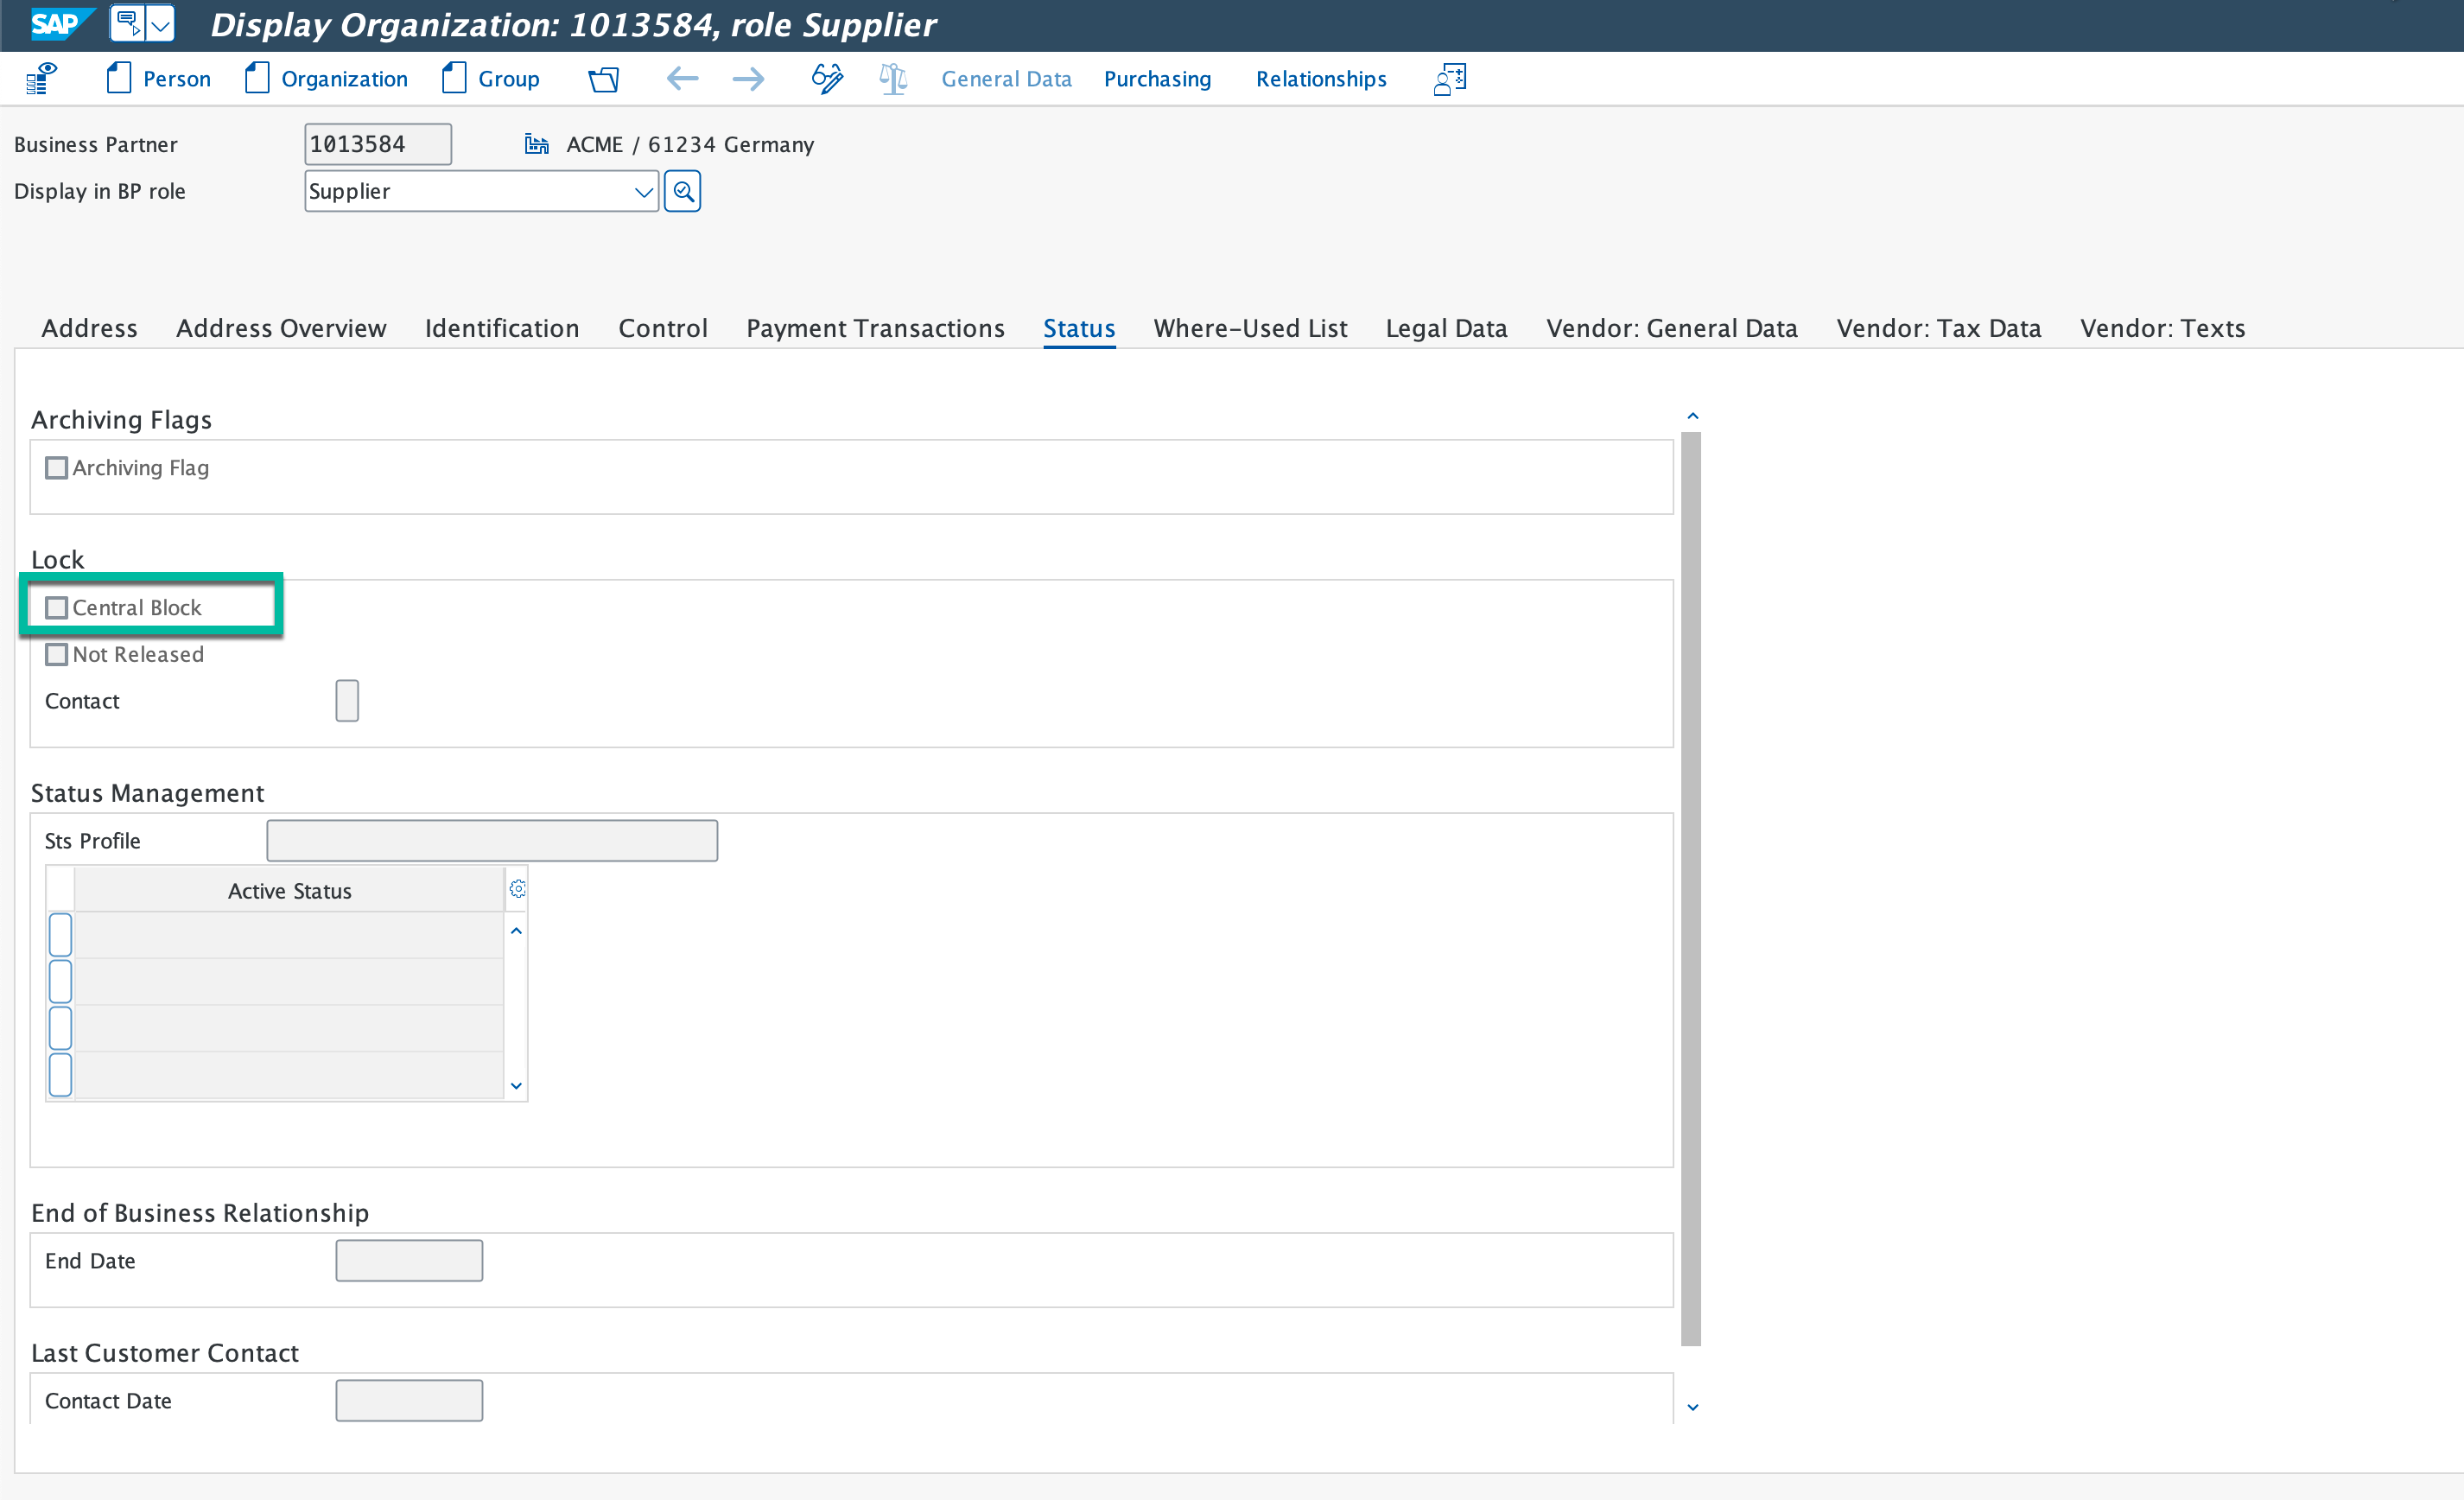 SAP Display Organization: 1013584, role Supplier
Person Organization Group General Data Purchasing Relationships
Business Partner 1013584 ACME / 61234 Germany
Display in BP role Supplier
Address Address Overview Identification Control Payment Transactions Status Where-Used List Legal Data Vendor: General Data Vendor: Tax Data Vendor: Texts
Archiving Flags
Archiving Flag
Lock
Central Block
Not Released
Contact
Status Management
Sts Profile
Active Status
End of Business Relationship
End Date
Last Customer Contact
Contact Date